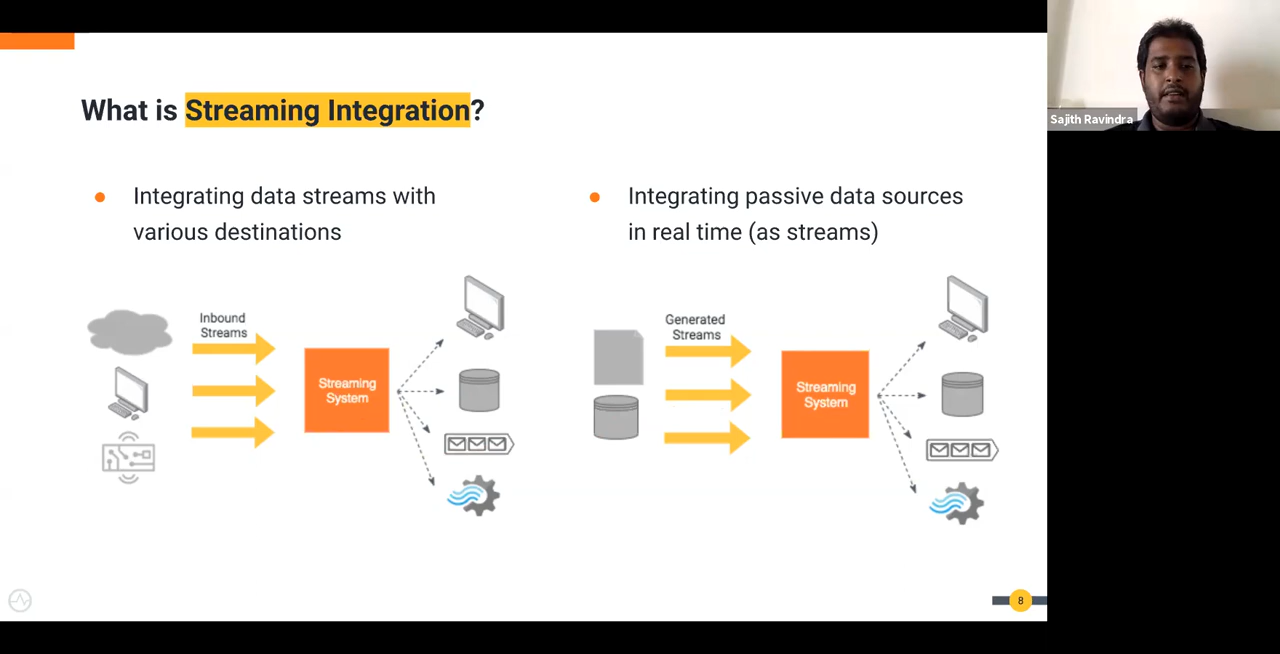 What is Streaming Integration?
Integrating data streams with
various destinations
Inbound
Streams
Streaming
System
Integrating passive data sources
in real time (as streams)
Generated
Streams
Streaming
System
8
Sajith Ravindra